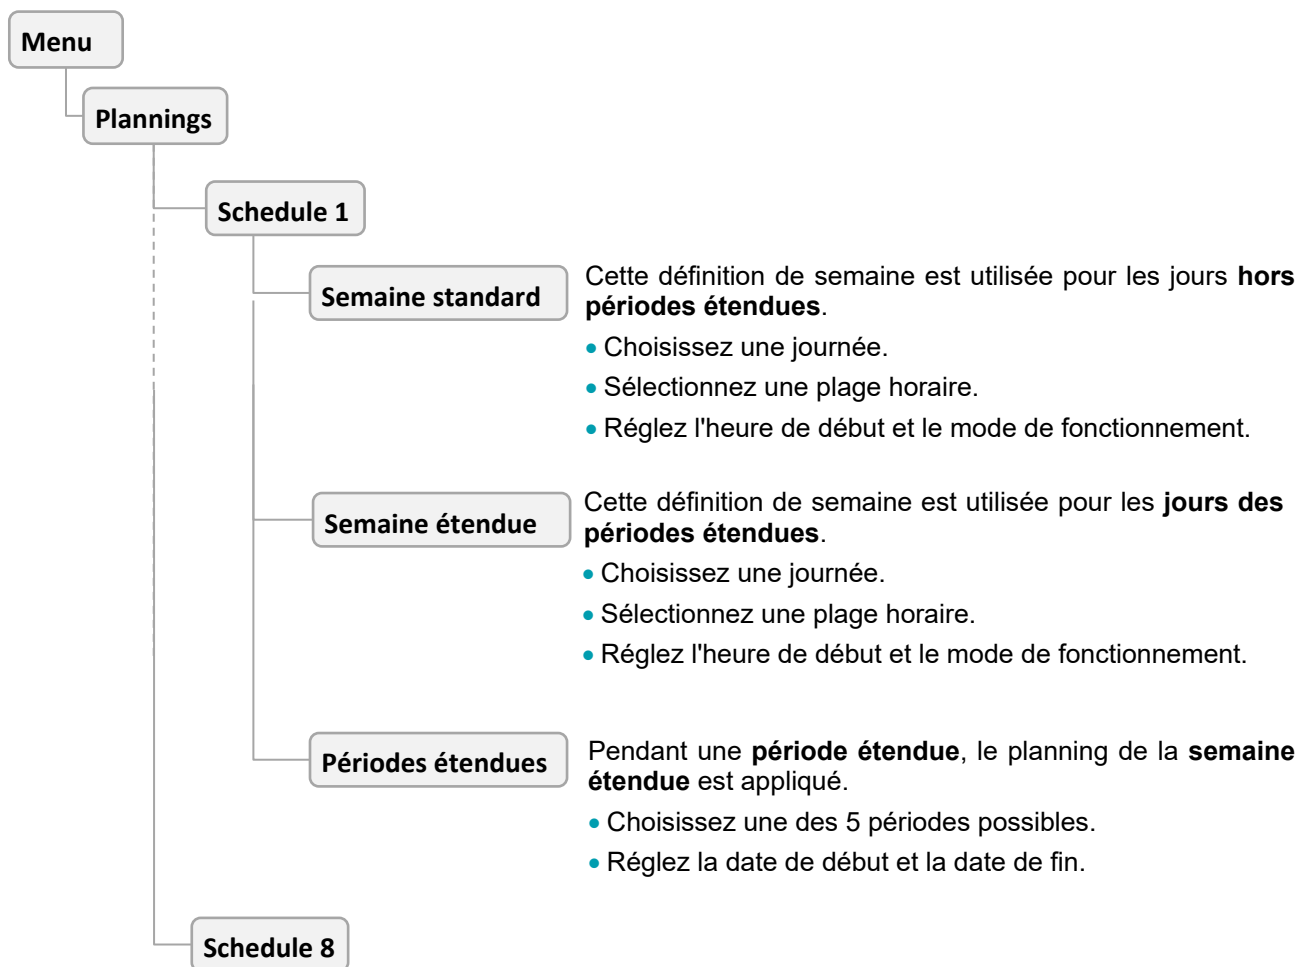 Menu
Plannings
Schedule 1
Semaine standard
Cette définition de semaine est utilisée pour les jours hors
périodes étendues.
• Choisissez une journée.
• Sélectionnez une plage horaire.
• Réglez l'heure de début et le mode de fonctionnement.
Semaine étendue
Cette définition de semaine est utilisée pour les jours des
périodes étendues.
• Choisissez une journée.
• Sélectionnez une plage horaire.
• Réglez l'heure de début et le mode de fonctionnement.
Périodes étendues
Pendant une période étendue, le planning de la semaine
étendue est appliqué.
• Choisissez une des 5 périodes possibles.
• Réglez la date de début et la date de fin.
Schedule 8